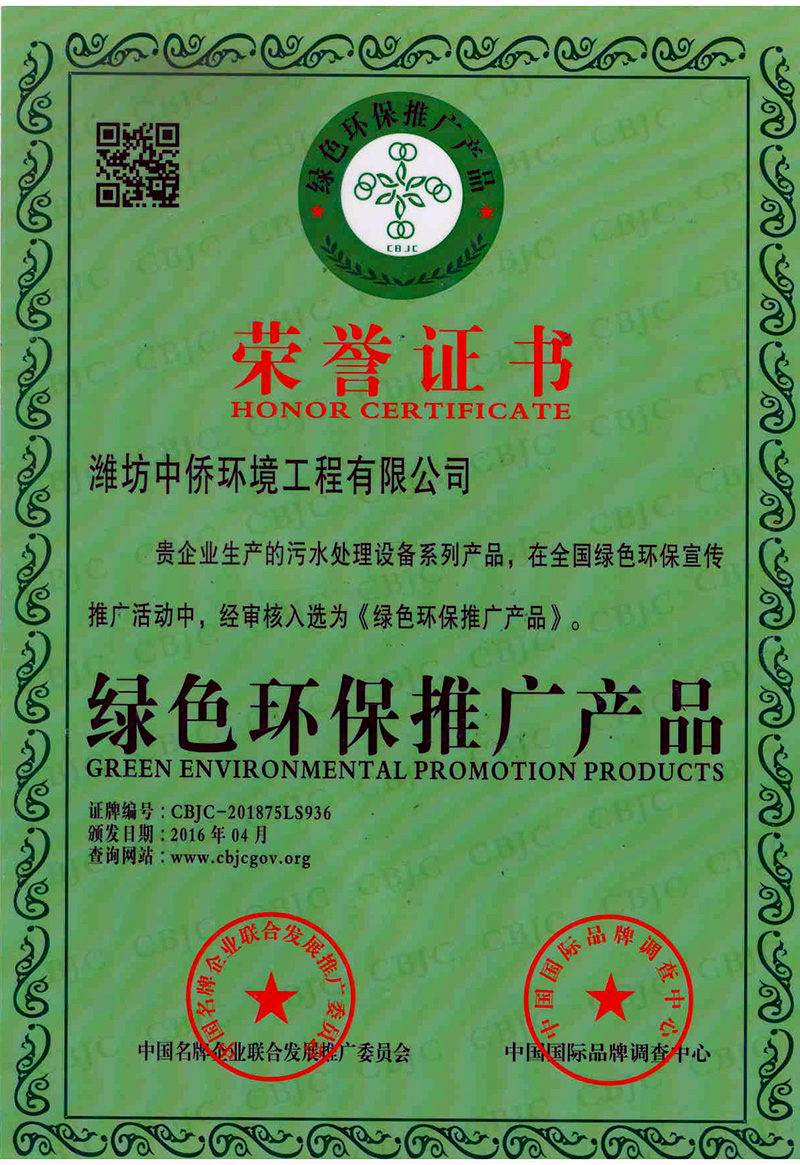 绿色环保推广产品
CBJC
荣誉证书
HONOR CERTIFICATE
潍坊中侨环境工程有限公司
贵企业生产的污水处理设备系列产品，在全国绿色环保宣传
推广活动中，经审核入选为《绿色环保推广产品》。
绿色环保推广产品
GREEN ENVIRONMENTAL PROMOTION PRODUCTS
证牌编号：CBJC-201875LS936
颁发日期：2016 年 04 月
查询网站：www.cbjcgov.org
中国名牌企业联合发展推广委员会
中国国际品牌调查中心
中国名牌企业联合发展推广委员会
中国国际品牌调查中心